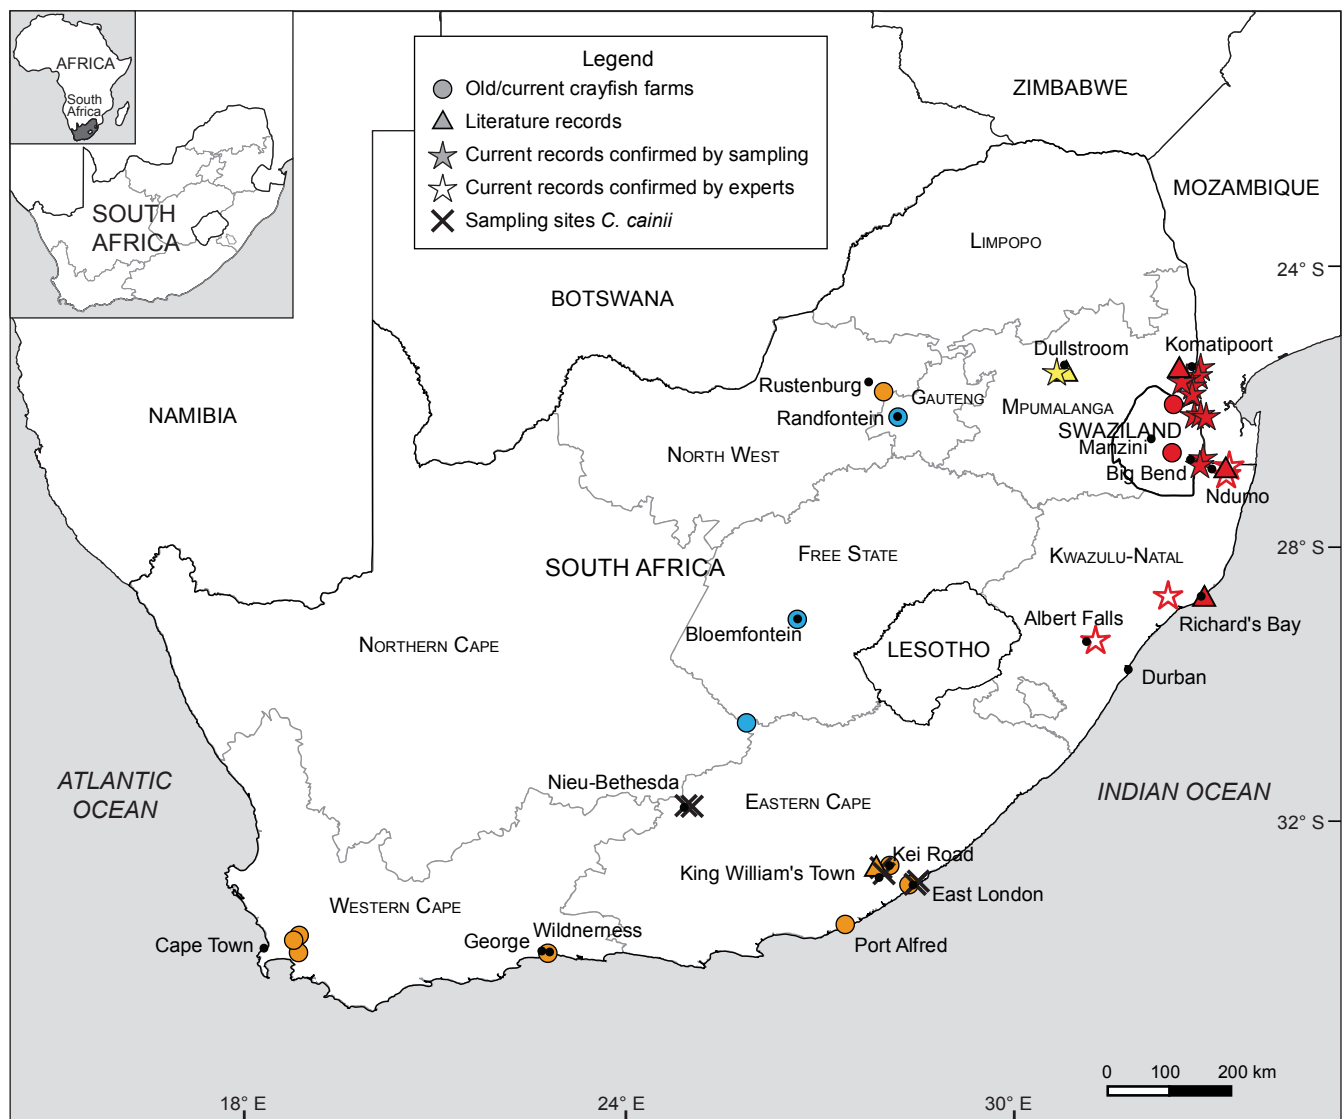 AFRICA
South
Africa
SOUTH
AFRICA
Legend
Old/current crayfish farms
Literature records
Current records confirmed by sampling
Current records confirmed by experts
Sampling sites C. cainii
ZIMBABWE
MOZAMBIQUE
LIMPOPO
24° S
BOTSWANA
Dullstroom
Komatipoort
Rustenburg
GAUTENG
NAMIBIA
Randfontein
MPUMALANGA
SWAZILAND
Manzini
NORTH WEST
Big Bend
Ndumo
28° S
FREE STATE
KWAZULU-NATAL
SOUTH AFRICA
Albert Falls
Richard's Bay
Bloemfontein
NORTHERN CAPE
LESOTHO
Durban
ATLANTIC
OCEAN
Nieu-Bethesda
EASTERN CAPE
INDIAN OCEAN
32° S
Kei Road
King William's Town
East London
WESTERN CAPE
Cape Town
George
Wildnerness
Port Alfred
0 100 200 km
18° E
24° E
30° E